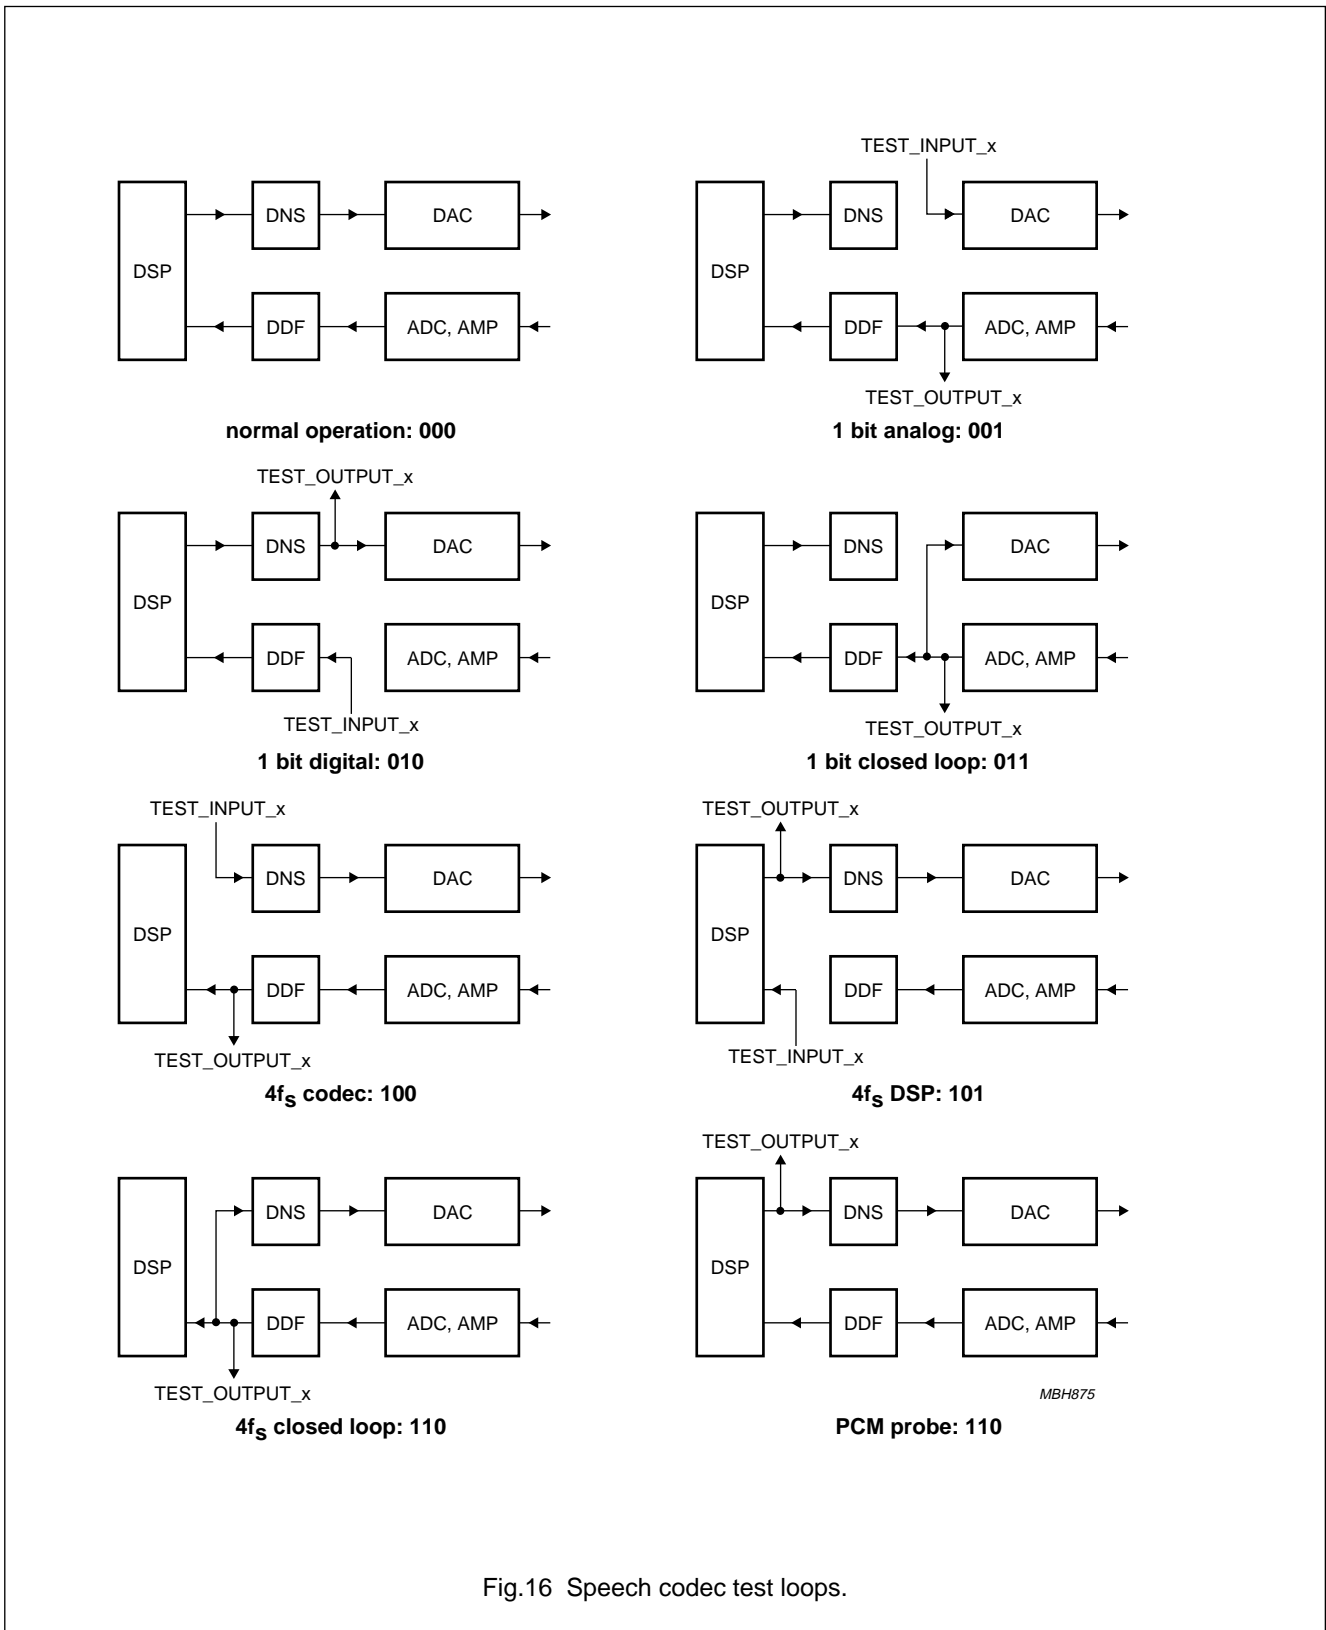 TEST_INPUT_x
DSP
DNS
DAC
DDF
ADC, AMP
normal operation: 000
DSP
DNS
DAC
DDF
ADC, AMP
TEST_OUTPUT_x
1 bit analog: 001
TEST_OUTPUT_x
DSP
DNS
DAC
DDF
ADC, AMP
TEST_INPUT_x
1 bit digital: 010
DSP
DNS
DAC
DDF
ADC, AMP
TEST_OUTPUT_x
1 bit closed loop: 011
TEST_INPUT_x
DSP
DNS
DAC
DDF
ADC, AMP
TEST_OUTPUT_x
4fs codec: 100
TEST_OUTPUT_x
DSP
DNS
DAC
DDF
ADC, AMP
TEST_INPUT_x
4fs DSP: 101
DSP
DNS
DAC
DDF
ADC, AMP
TEST_OUTPUT_x
4fs closed loop: 110
TEST_OUTPUT_x
DSP
DNS
DAC
DDF
ADC, AMP
MBH875
PCM probe: 110
Fig.16 Speech codec test loops.